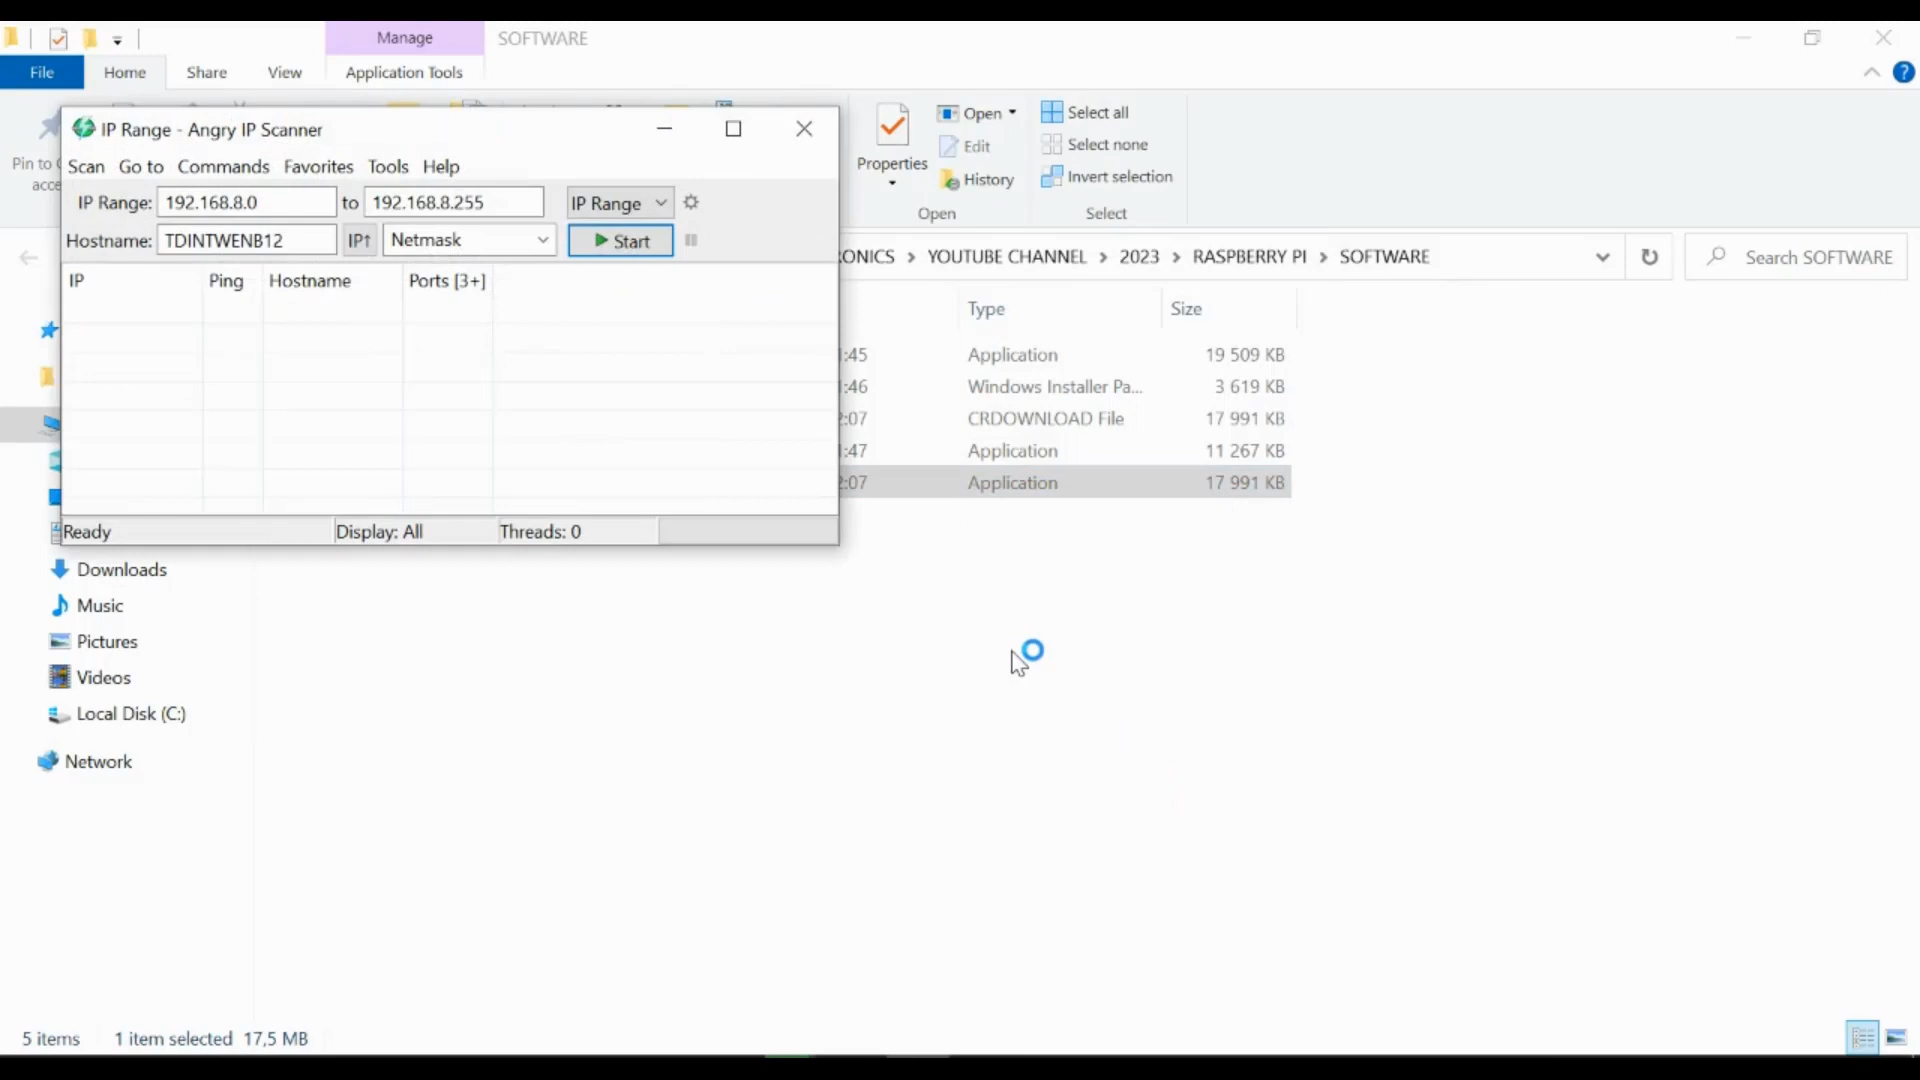 Manage SOFTWARE
File Home Share View Application Tools
IP Range - Angry IP Scanner
Scan Go to Commands Favorites Tools Help
IP Range: 192.168.8.0 to 192.168.8.255 IP Range
Hostname: TDINTWENB12 IP↑ Netmask Start
IP Ping Hostname Ports [3+]
Ready Display: All Threads: 0
Pin to
Properties
Open
Edit
History
Open
Select all
Select none
Invert selection
Select
YOUTUBE CHANNEL > 2023 > RASPBERRY PI > SOFTWARE
Search SOFTWARE
Type Size
:45 Application 19 509 KB
:46 Windows Installer Pa... 3 619 KB
:07 CRDOWNLOAD File 17 991 KB
:47 Application 11 267 KB
:07 Application 17 991 KB
Downloads
Music
Pictures
Videos
Local Disk (C:)
Network
5 items 1 item selected 17,5 MB